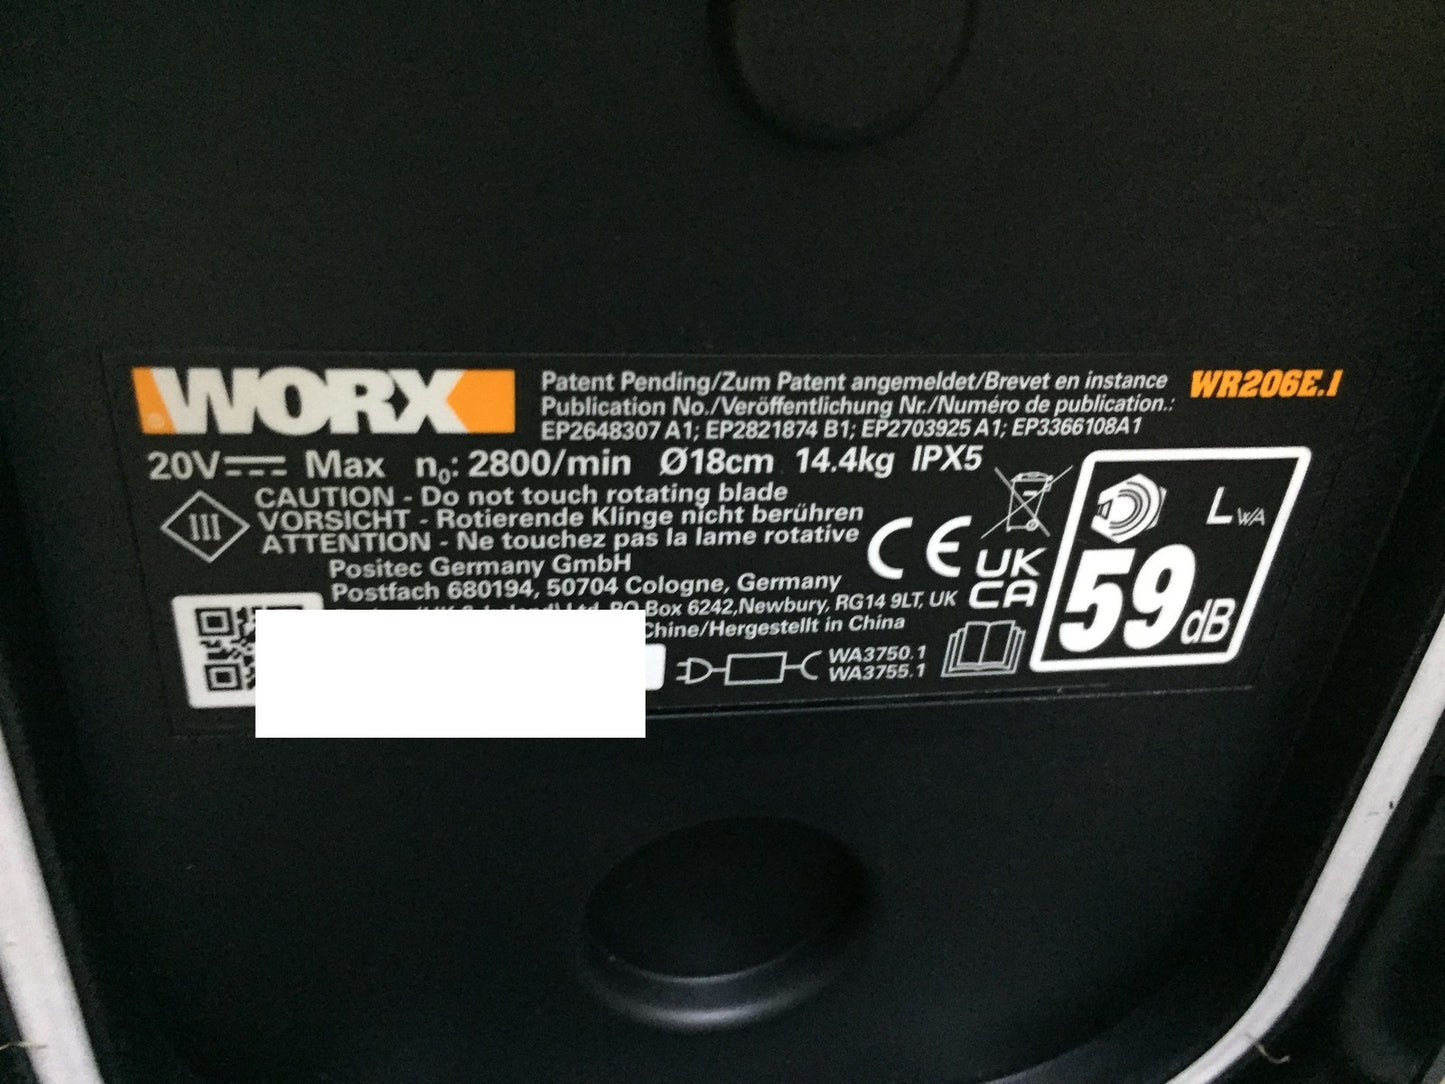 WORX
Patent Pending/Zum Patent angemeldet/Brevet en instance
WR206E.1
Publication No./Veröffentlichung Nr./Numéro de publication.:
EP2648307 A1; EP2821874 B1; EP2703925 A1; EP3366108A1
20V Max n₀: 2800/min Ø18cm 14.4kg IPX5
III
CAUTION - Do not touch rotating blade
VORSICHT - Rotierende Klinge nicht berühren
ATTENTION - Ne touchez pas la lame rotative
Positec Germany GmbH
Postfach 680194, 50704 Cologne, Germany
PO Box 6242,Newbury, RG14 9LT, UK
Chine/Hergestellt in China
WA3750.1
WA3755.1
CE
UK
CA
LWA
59dB